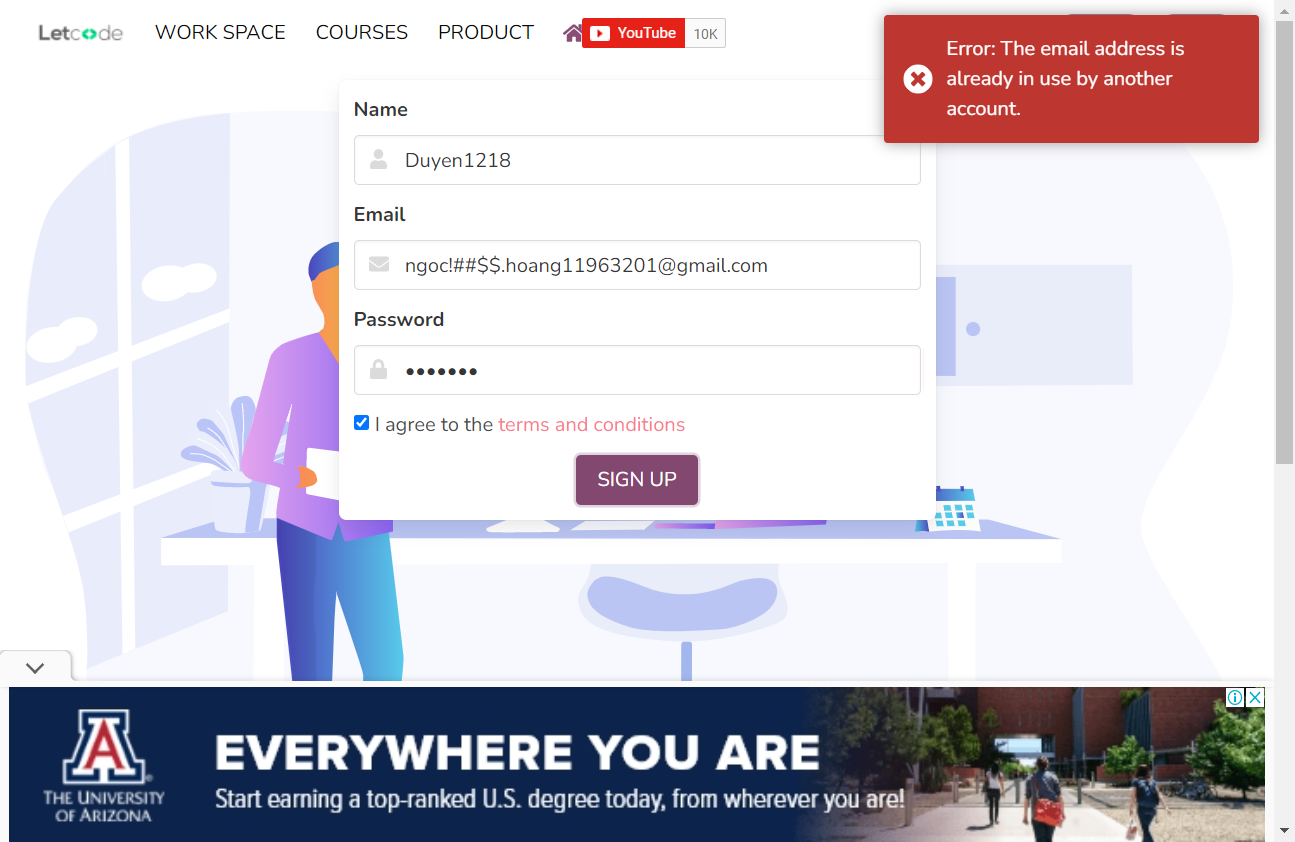 Letcode WORK SPACE COURSES PRODUCT YouTube 10K
Error: The email address is
already in use by another
account.
Name
Duyen1218
Email
ngoc!##$$.hoang11963201@gmail.com
Password
•••••••
I agree to the terms and conditions
SIGN UP
A
THE UNIVERSITY
OF ARIZONA
EVERYWHERE YOU ARE
Start earning a top-ranked U.S. degree today, from wherever you are!